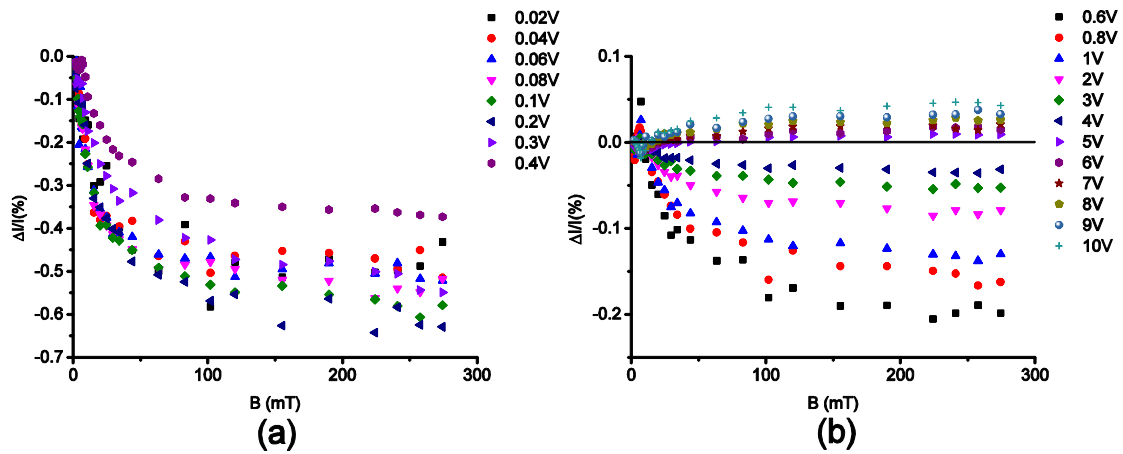 0.02V
0.04V
0.06V
0.08V
0.1V
0.2V
0.3V
0.4V
0.0
-0.1
-0.2
-0.3
-0.4
-0.5
-0.6
-0.7
ΔI/I(%)
0
100
200
300
B (mT)
(a)
0.6V
0.8V
1V
2V
3V
4V
5V
6V
7V
8V
9V
10V
0.1
0.0
-0.1
-0.2
ΔI/I(%)
0
100
200
300
B (mT)
(b)